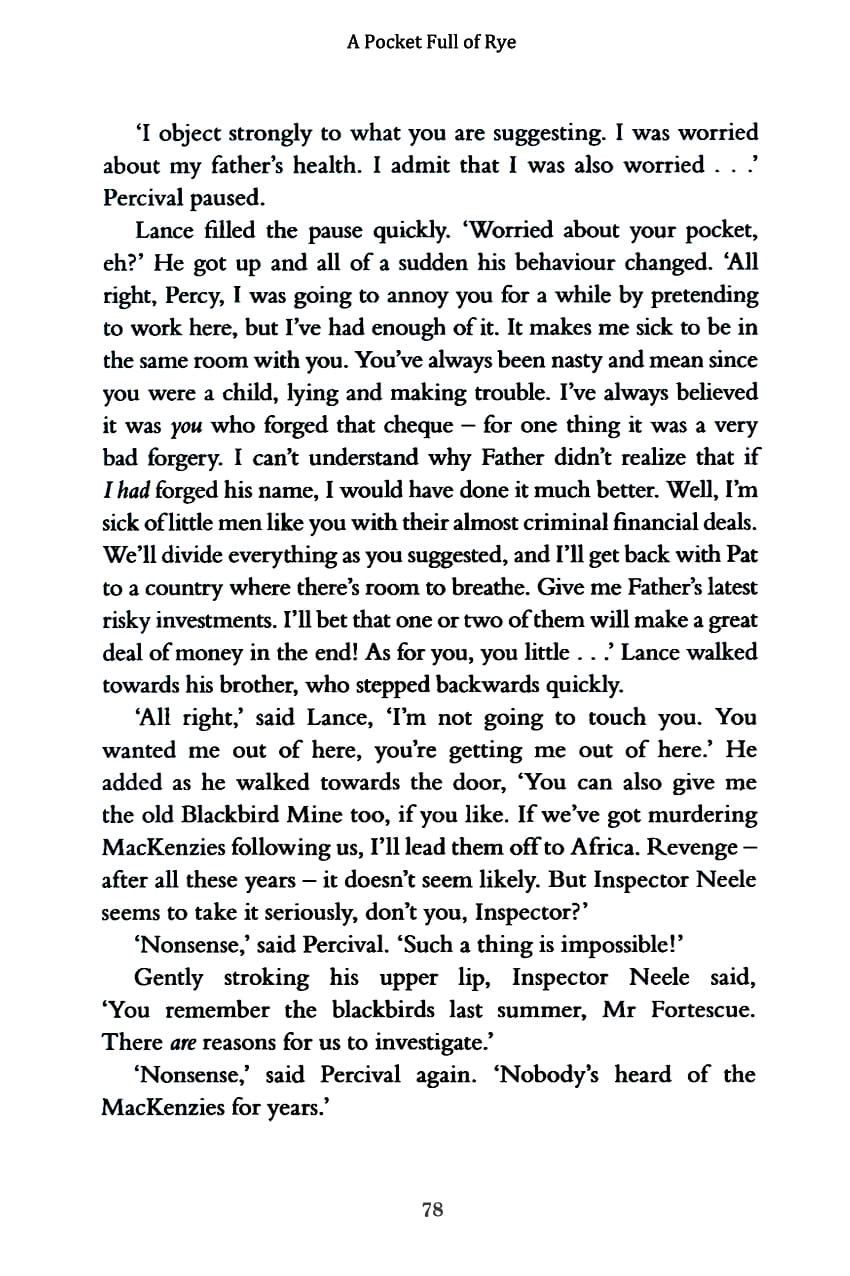 A Pocket Full of Rye
‘I object strongly to what you are suggesting. I was worried
about my father’s health. I admit that I was also worried . . .’
Percival paused.
Lance filled the pause quickly. ‘Worried about your pocket,
eh?’ He got up and all of a sudden his behaviour changed. ‘All
right, Percy, I was going to annoy you for a while by pretending
to work here, but I’ve had enough of it. It makes me sick to be in
the same room with you. You’ve always been nasty and mean since
you were a child, lying and making trouble. I’ve always believed
it was you who forged that cheque – for one thing it was a very
bad forgery. I can’t understand why Father didn’t realize that if
I had forged his name, I would have done it much better. Well, I’m
sick of little men like you with their almost criminal financial deals.
We’ll divide everything as you suggested, and I’ll get back with Pat
to a country where there’s room to breathe. Give me Father’s latest
risky investments. I’ll bet that one or two of them will make a great
deal of money in the end! As for you, you little . . .’ Lance walked
towards his brother, who stepped backwards quickly.
‘All right,’ said Lance, ‘I’m not going to touch you. You
wanted me out of here, you’re getting me out of here.’ He
added as he walked towards the door, ‘You can also give me
the old Blackbird Mine too, if you like. If we’ve got murdering
MacKenzies following us, I’ll lead them off to Africa. Revenge –
after all these years – it doesn’t seem likely. But Inspector Neele
seems to take it seriously, don’t you, Inspector?’
‘Nonsense,’ said Percival. ‘Such a thing is impossible!’
Gently stroking his upper lip, Inspector Neele said,
‘You remember the blackbirds last summer, Mr Fortescue.
There are reasons for us to investigate.’
‘Nonsense,’ said Percival again. ‘Nobody’s heard of the
MacKenzies for years.’
78